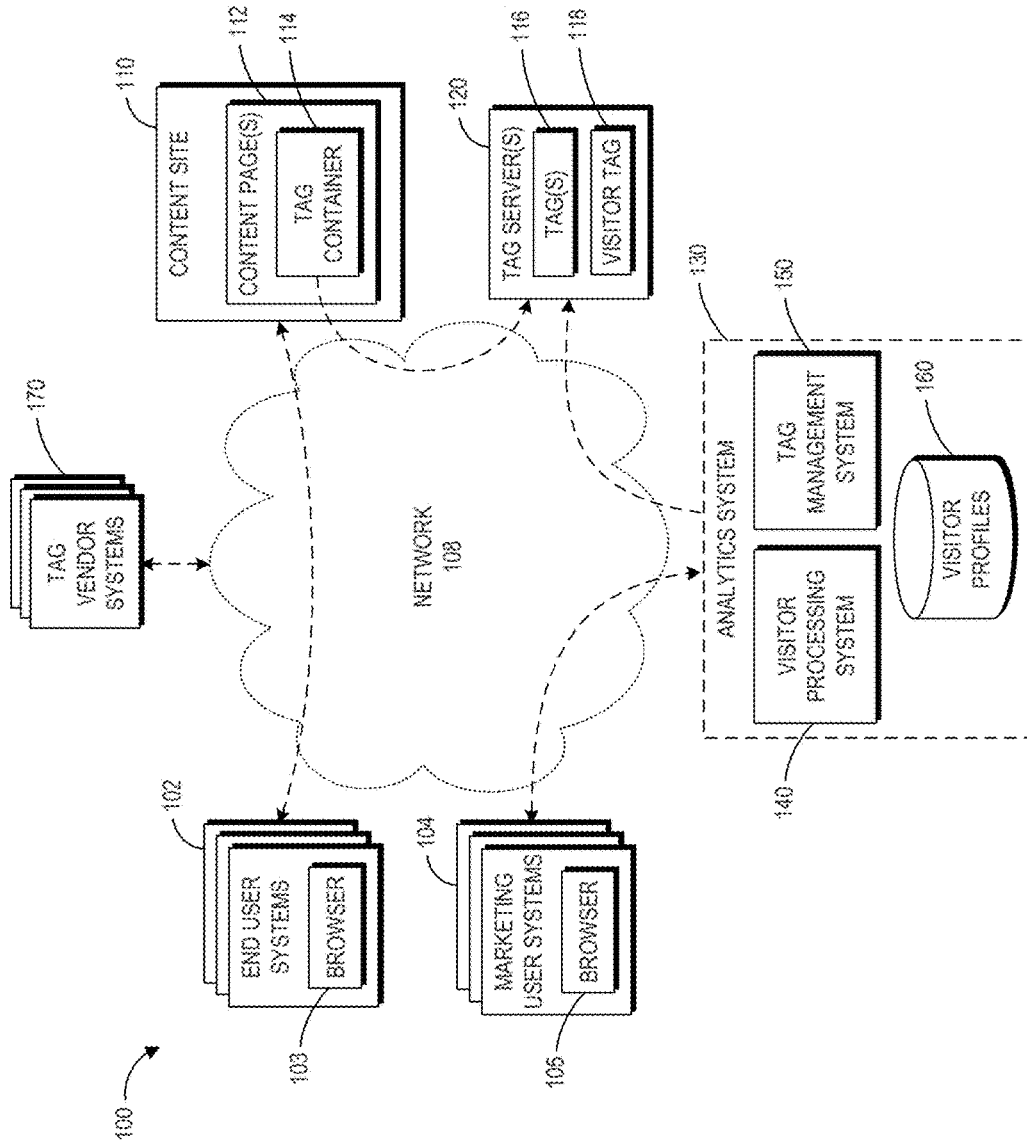 100
170
TAG
VENDOR
SYSTEMS
102
END USER
SYSTEMS
BROWSER
103
110
CONTENT SITE
112
CONTENT PAGE(S)
114
TAG
CONTAINER
NETWORK
108
104
MARKETING
USER SYSTEMS
BROWSER
105
120
TAG SERVER(S)
116
TAG(S)
118
VISITOR TAG
130
ANALYTICS SYSTEM
140
VISITOR
PROCESSING
SYSTEM
150
TAG
MANAGEMENT
SYSTEM
160
VISITOR
PROFILES